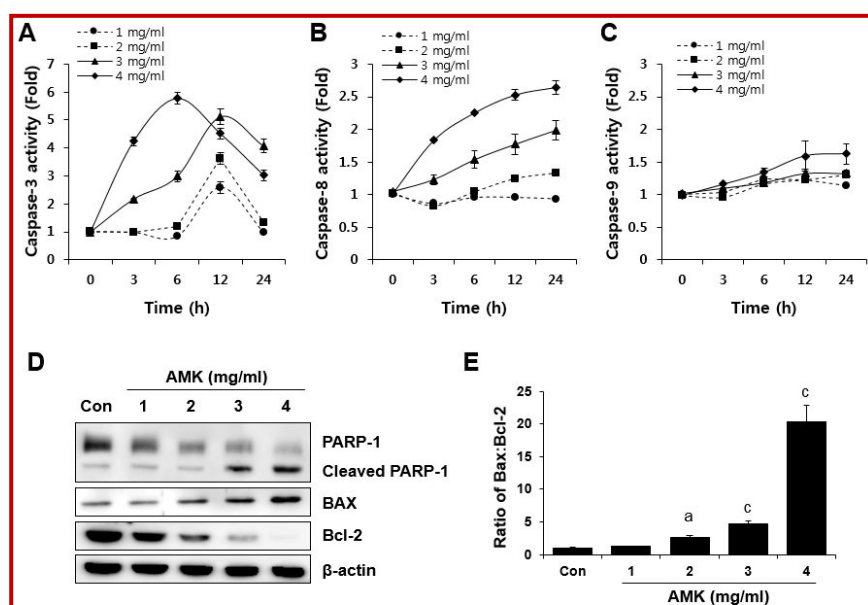 A
1 mg/ml
2 mg/ml
3 mg/ml
4 mg/ml
Caspase-3 activity (Fold)
7
6
5
4
3
2
1
0
0 3 6 12 24
Time (h)
B
1 mg/ml
2 mg/ml
3 mg/ml
4 mg/ml
Caspase-8 activity (Fold)
3
2.5
2
1.5
1
0.5
0
0 3 6 12 24
Time (h)
C
1 mg/ml
2 mg/ml
3 mg/ml
4 mg/ml
Caspase-9 activity (Fold)
3
2.5
2
1.5
1
0.5
0
0 3 6 12 24
Time (h)
D
AMK (mg/ml)
Con 1 2 3 4
PARP-1
Cleaved PARP-1
BAX
Bcl-2
β-actin
E
Ratio of Bax:Bcl-2
25
20
15
10
5
0
a
c
c
Con 1 2 3 4
AMK (mg/ml)